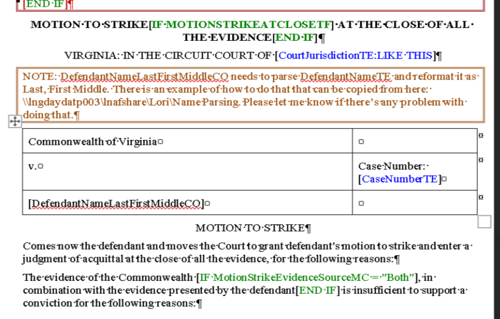 [END IF]¶
MOTION TO STRIKE[IF MOTIONSTRIKEATCLOSETF] AT THE CLOSE OF ALL
THE EVIDENCE[END IF]¶
VIRGINIA: IN THE CIRCUIT COURT OF [CourtJurisdictionTE:LIKE THIS]¶
NOTE: DefendantNameLastFirstMiddleCO needs to parse DefendantNameTE and reformat it as
Last, First Middle. There is an example of how to do that that can be copied from here:
\\lngdaydatp003\lnafshare\Lori\Name Parsing. Please let me know if there's any problem with
doing that.¶
Commonwealth of Virginia¤ ¤ ¤
v.¤ Case Number: ¤
[CaseNumberTE]¤
[DefendantNameLastFirstMiddleCO]¤ ¤ ¤
MOTION TO STRIKE¶
Comes now the defendant and moves the Court to grant defendant's motion to strike and enter a
judgment of acquittal at the close of all the evidence, for the following reasons:¶
The evidence of the Commonwealth [IF MotionStrikeEvidenceSourceMC = "Both"], in
combination with the evidence presented by the defendant[END IF] is insufficient to support a
conviction for the following reasons:¶